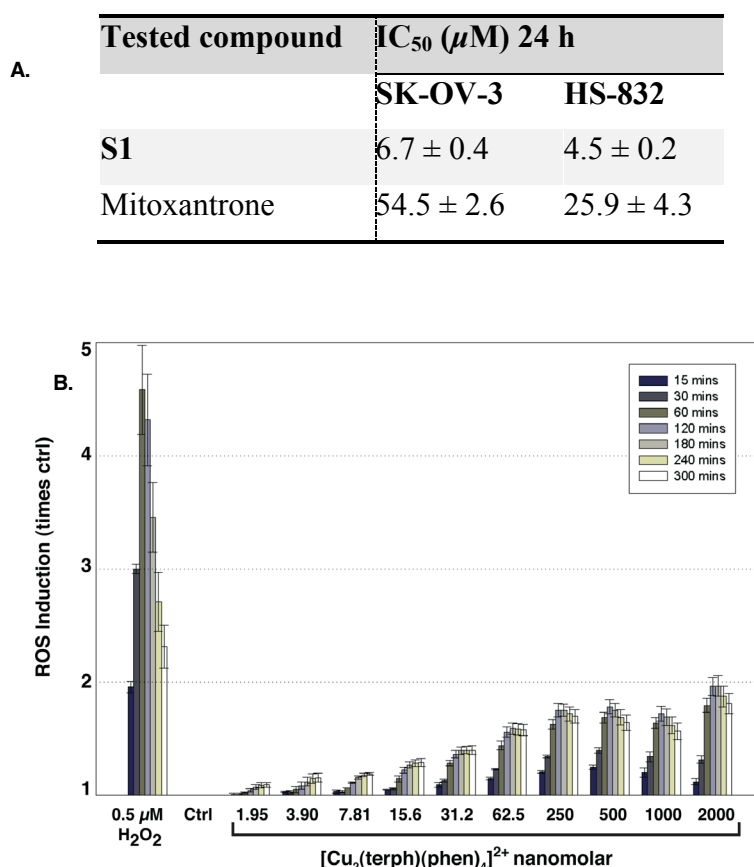 A.
Tested compound IC50 (µM) 24 h
SK-OV-3 HS-832
S1 6.7 ± 0.4 4.5 ± 0.2
Mitoxantrone 54.5 ± 2.6 25.9 ± 4.3
B.
5
4
3
2
1
ROS Induction (times ctrl)
15 mins
30 mins
60 mins
120 mins
180 mins
240 mins
300 mins
0.5 µM H2O2 Ctrl 1.95 3.90 7.81 15.6 31.2 62.5 250 500 1000 2000
[Cu2(terph)(phen)4]2+ nanomolar